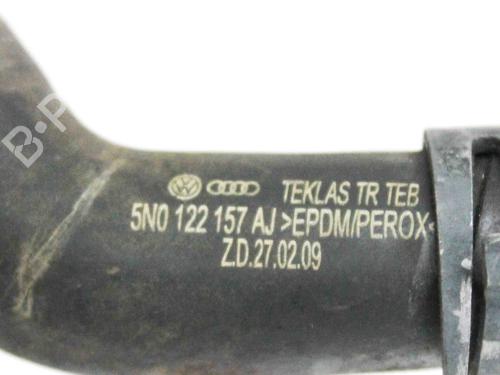 TEKLAS TR TEB
5N0 122 157 AJ >EPDM/PEROX<
Z.D.27.02.09